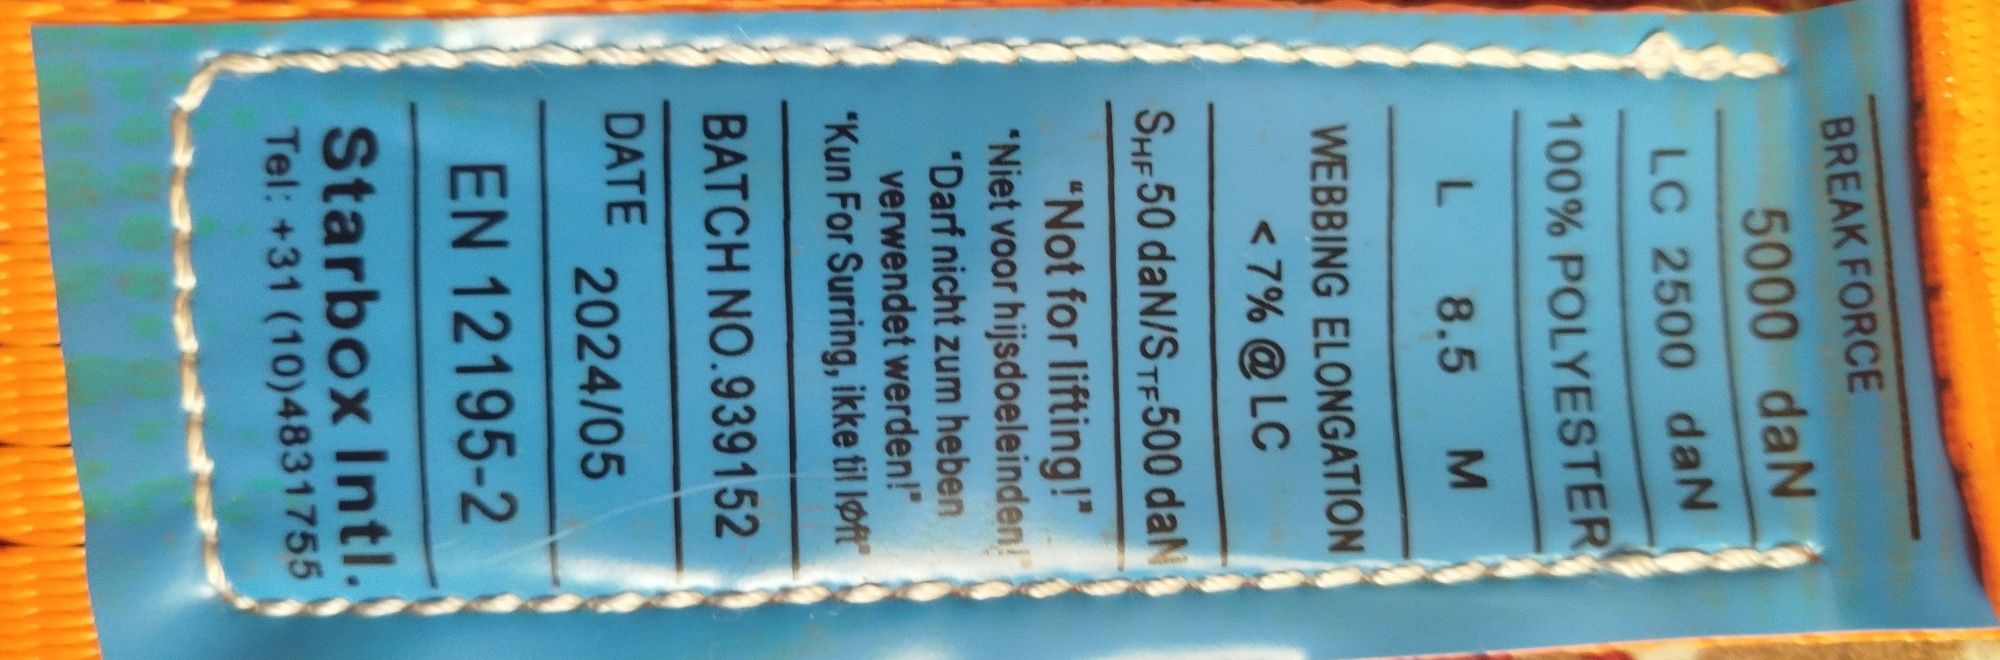 BREAK FORCE
5000 daN
LC 2500 daN
100% POLYESTER
L 8.5 M
WEBBING ELONGATION
< 7% @ LC
SHF50 daN/STF500 daN
"Not for lifting!"
"Niet voor hijsdoeleinden!"
"Darf nicht zum heben
verwendet werden!"
"Kun For Surring, ikke til løft"
BATCH NO.939152
DATE 2024/05
EN 12195-2
Starbox Intl.
Tel: +31 (10)4831755